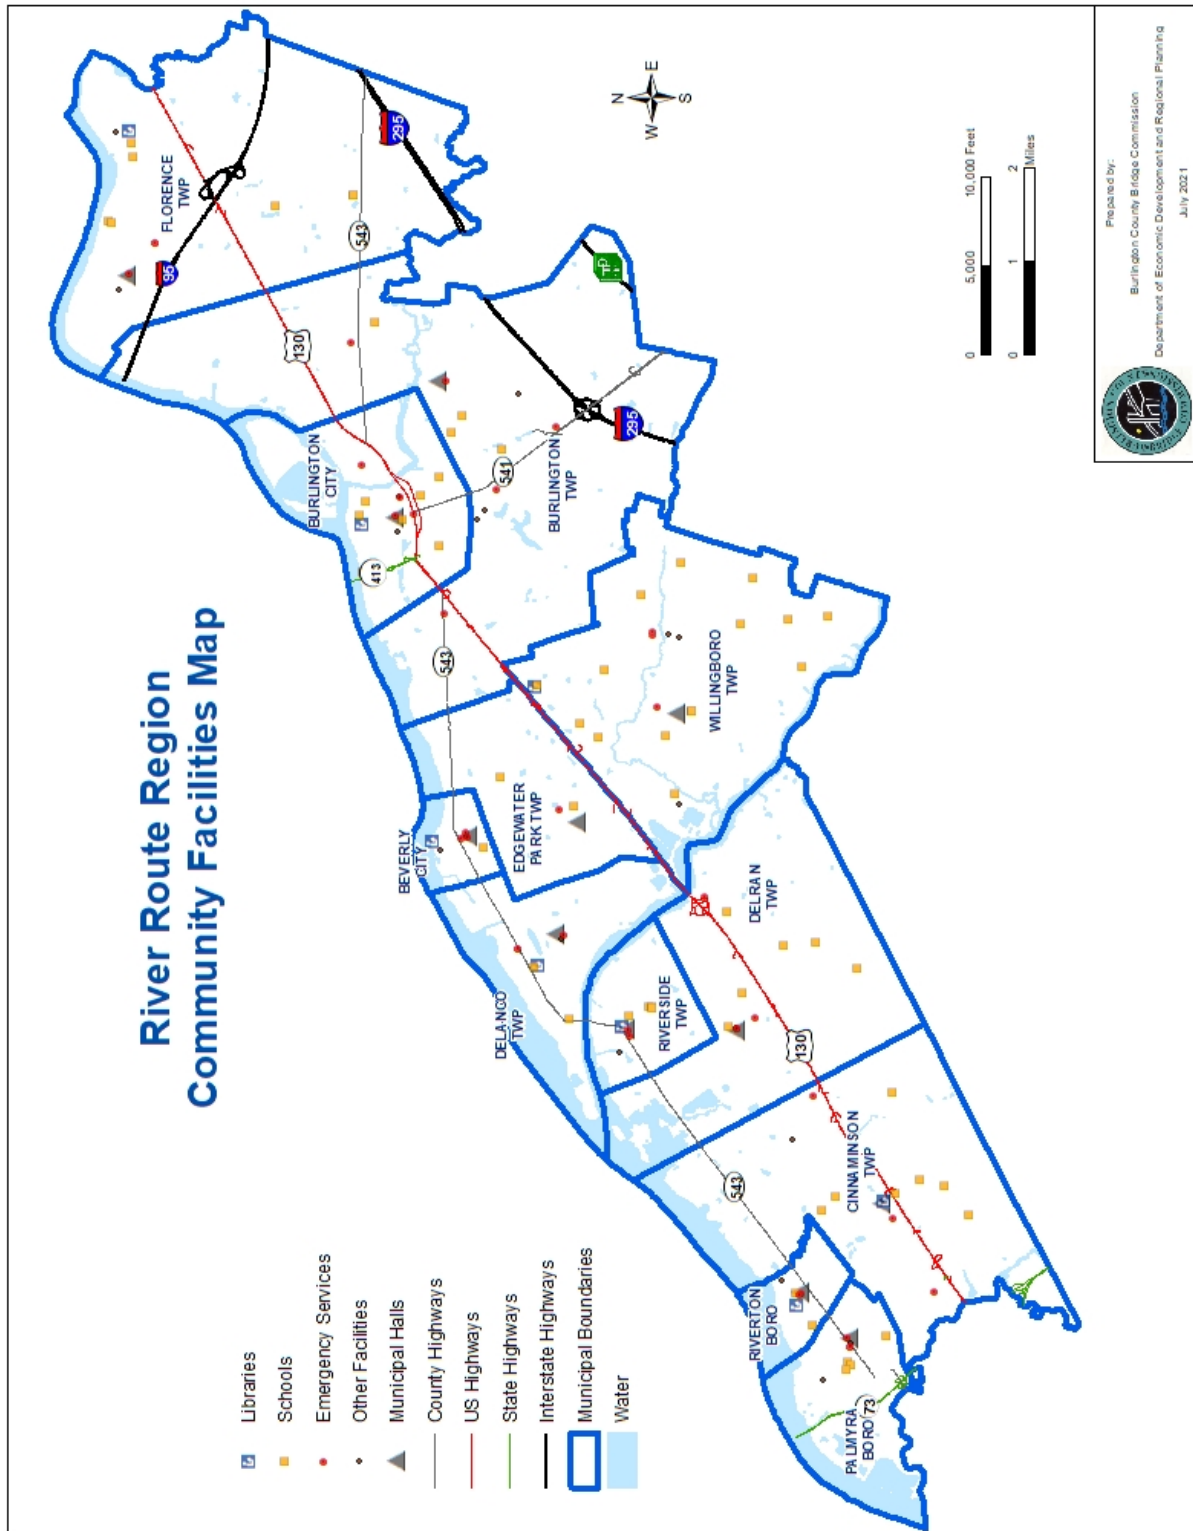 River Route Region
Community Facilities Map
Libraries
Schools
Emergency Services
Other Facilities
Municipal Halls
County Highways
US Highways
State Highways
Interstate Highways
Municipal Boundaries
Water
FLORENCE
TWP
95
130
543
295
BURLINGTON
CITY
413
541
BURLINGTON
TWP
295
543
BEVERLY
CITY
EDGEWATER
PARK TWP
WILLINGBORO
TWP
DELANCO
TWP
RIVERSIDE
TWP
DELRAN
TWP
130
543
CINNAMINSON
TWP
RIVERTON
BORO
PALMYRA
BORO
73
N
W
E
S
0
5,000
10,000 Feet
0
1
2
Miles
Prepared by:
Burlington County Bridge Commission
Department of Economic Development and Regional Planning
July 2021